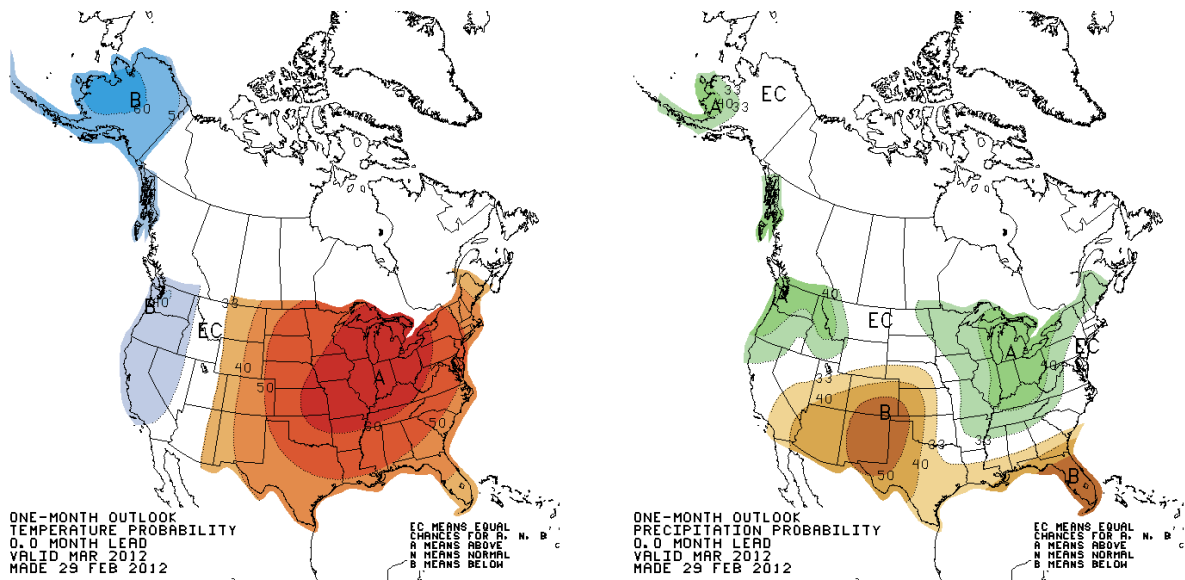 B
60
50
B
33
EC
40
50
A
60
50
ONE-MONTH OUTLOOK
TEMPERATURE PROBABILITY
0.0 MONTH LEAD
VALID MAR 2012
MADE 29 FEB 2012
EC MEANS EQUAL
CHANCES FOR A, N, B
A MEANS ABOVE
N MEANS NORMAL
B MEANS BELOW
33
EC
A
40
33
A
40
EC
A
EC
40
33
40
B
33
33
40
50
B
ONE-MONTH OUTLOOK
PRECIPITATION PROBABILITY
0.0 MONTH LEAD
VALID MAR 2012
MADE 29 FEB 2012
EC MEANS EQUAL
CHANCES FOR A, N, B
A MEANS ABOVE
N MEANS NORMAL
B MEANS BELOW